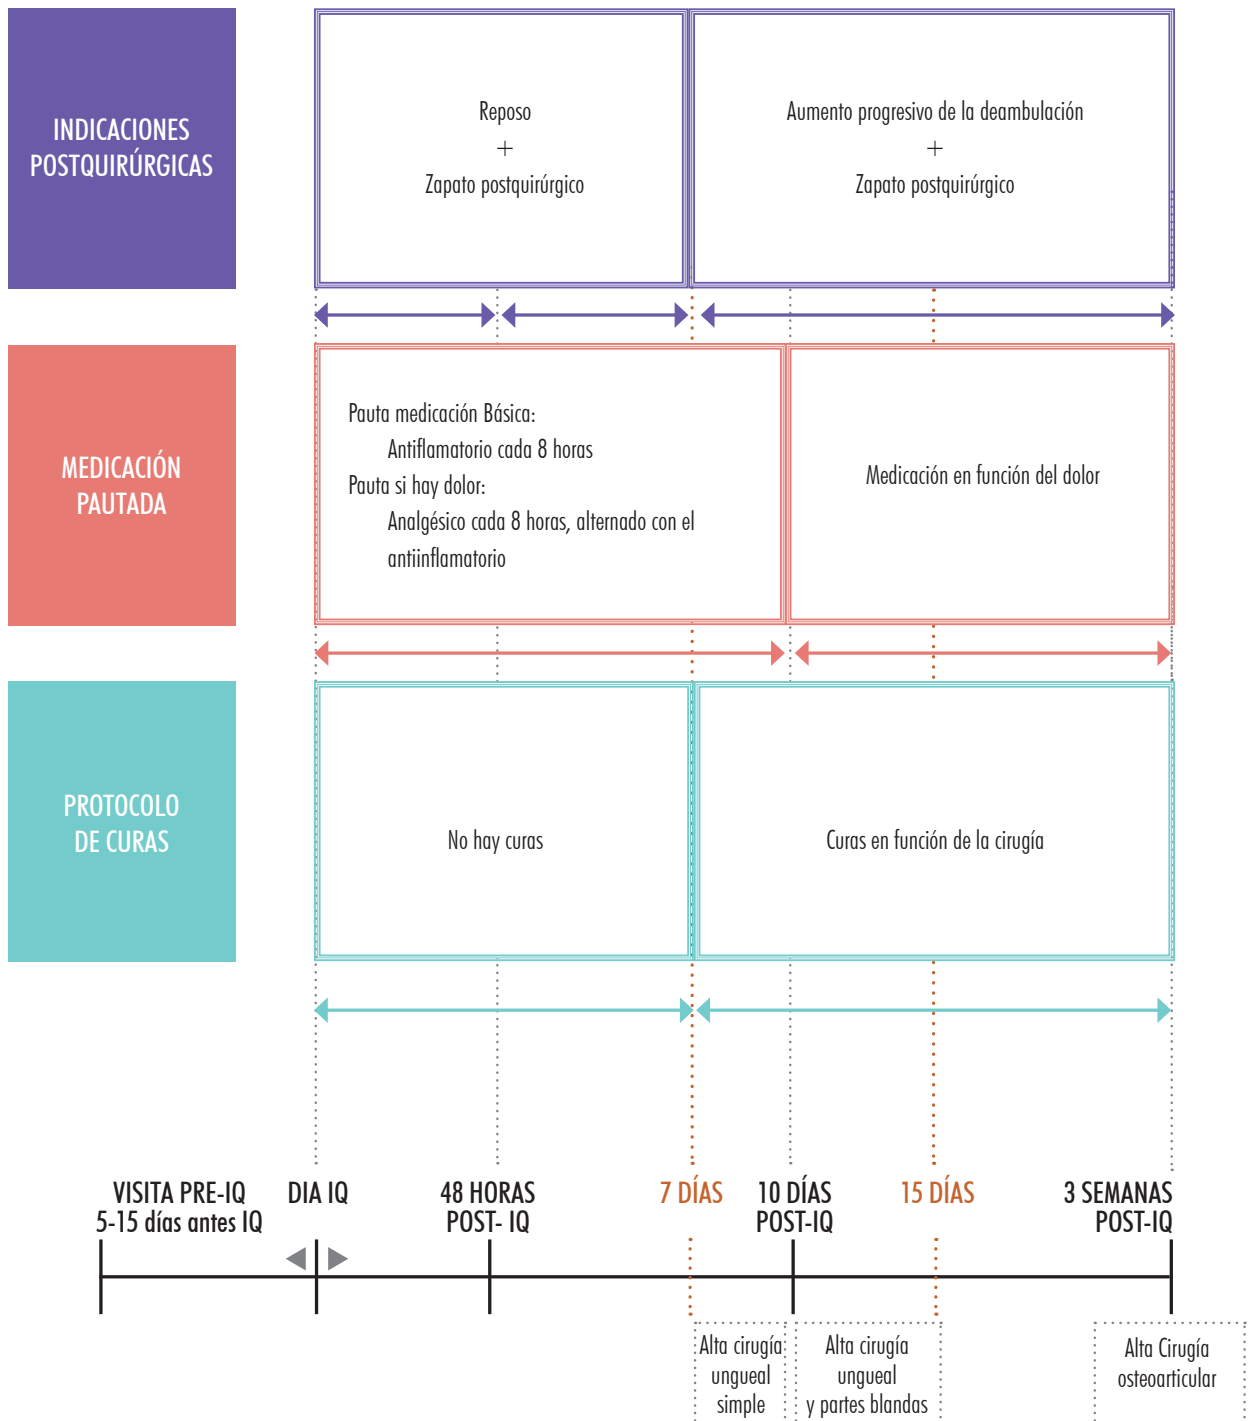 INDICACIONES
POSTQUIRÚRGICAS
Reposo
+
Zapato postquirúrgico
Aumento progresivo de la deambulación
+
Zapato postquirúrgico
MEDICACIÓN
PAUTADA
Pauta medicación Básica:
Antiflamatorio cada 8 horas
Pauta si hay dolor:
Analgésico cada 8 horas, alternado con el
antiinflamatorio
Medicación en función del dolor
PROTOCOLO
DE CURAS
No hay curas
Curas en función de la cirugía
VISITA PRE-IQ
5-15 días antes IQ
DIA IQ
48 HORAS
POST- IQ
7 DÍAS
10 DÍAS
POST-IQ
15 DÍAS
3 SEMANAS
POST-IQ
Alta cirugía
ungueal
simple
Alta cirugía
ungueal
y partes blandas
Alta Cirugía
osteoarticular